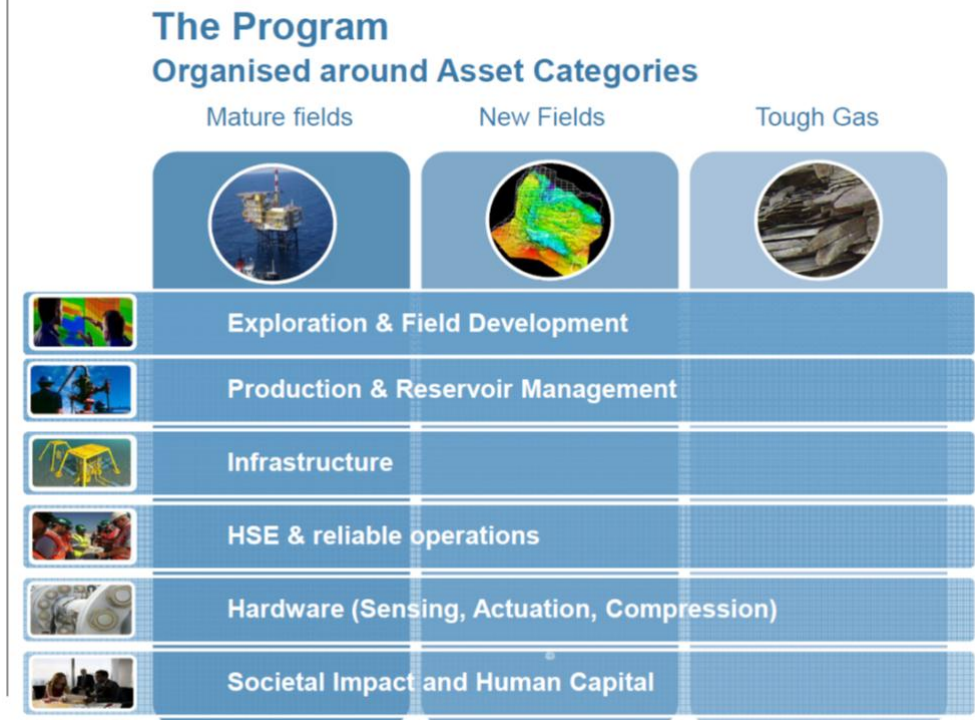 The Program
Organised around Asset Categories
Mature fields
New Fields
Tough Gas
Exploration & Field Development
Production & Reservoir Management
Infrastructure
HSE & reliable operations
Hardware (Sensing, Actuation, Compression)
Societal Impact and Human Capital